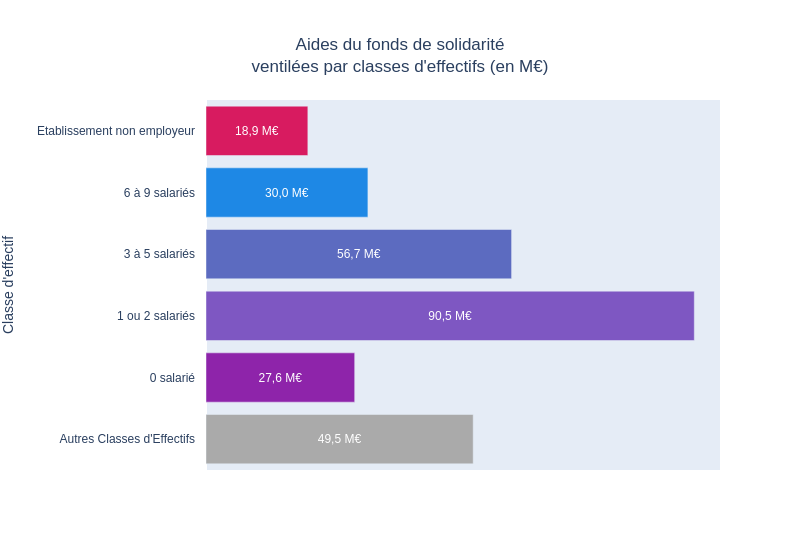 Aides du fonds de solidarité
ventilées par classes d'effectifs (en M€)
Classe d'effectif
Etablissement non employeur
18,9 M€
6 à 9 salariés
30,0 M€
3 à 5 salariés
56,7 M€
1 ou 2 salariés
90,5 M€
0 salarié
27,6 M€
Autres Classes d'Effectifs
49,5 M€